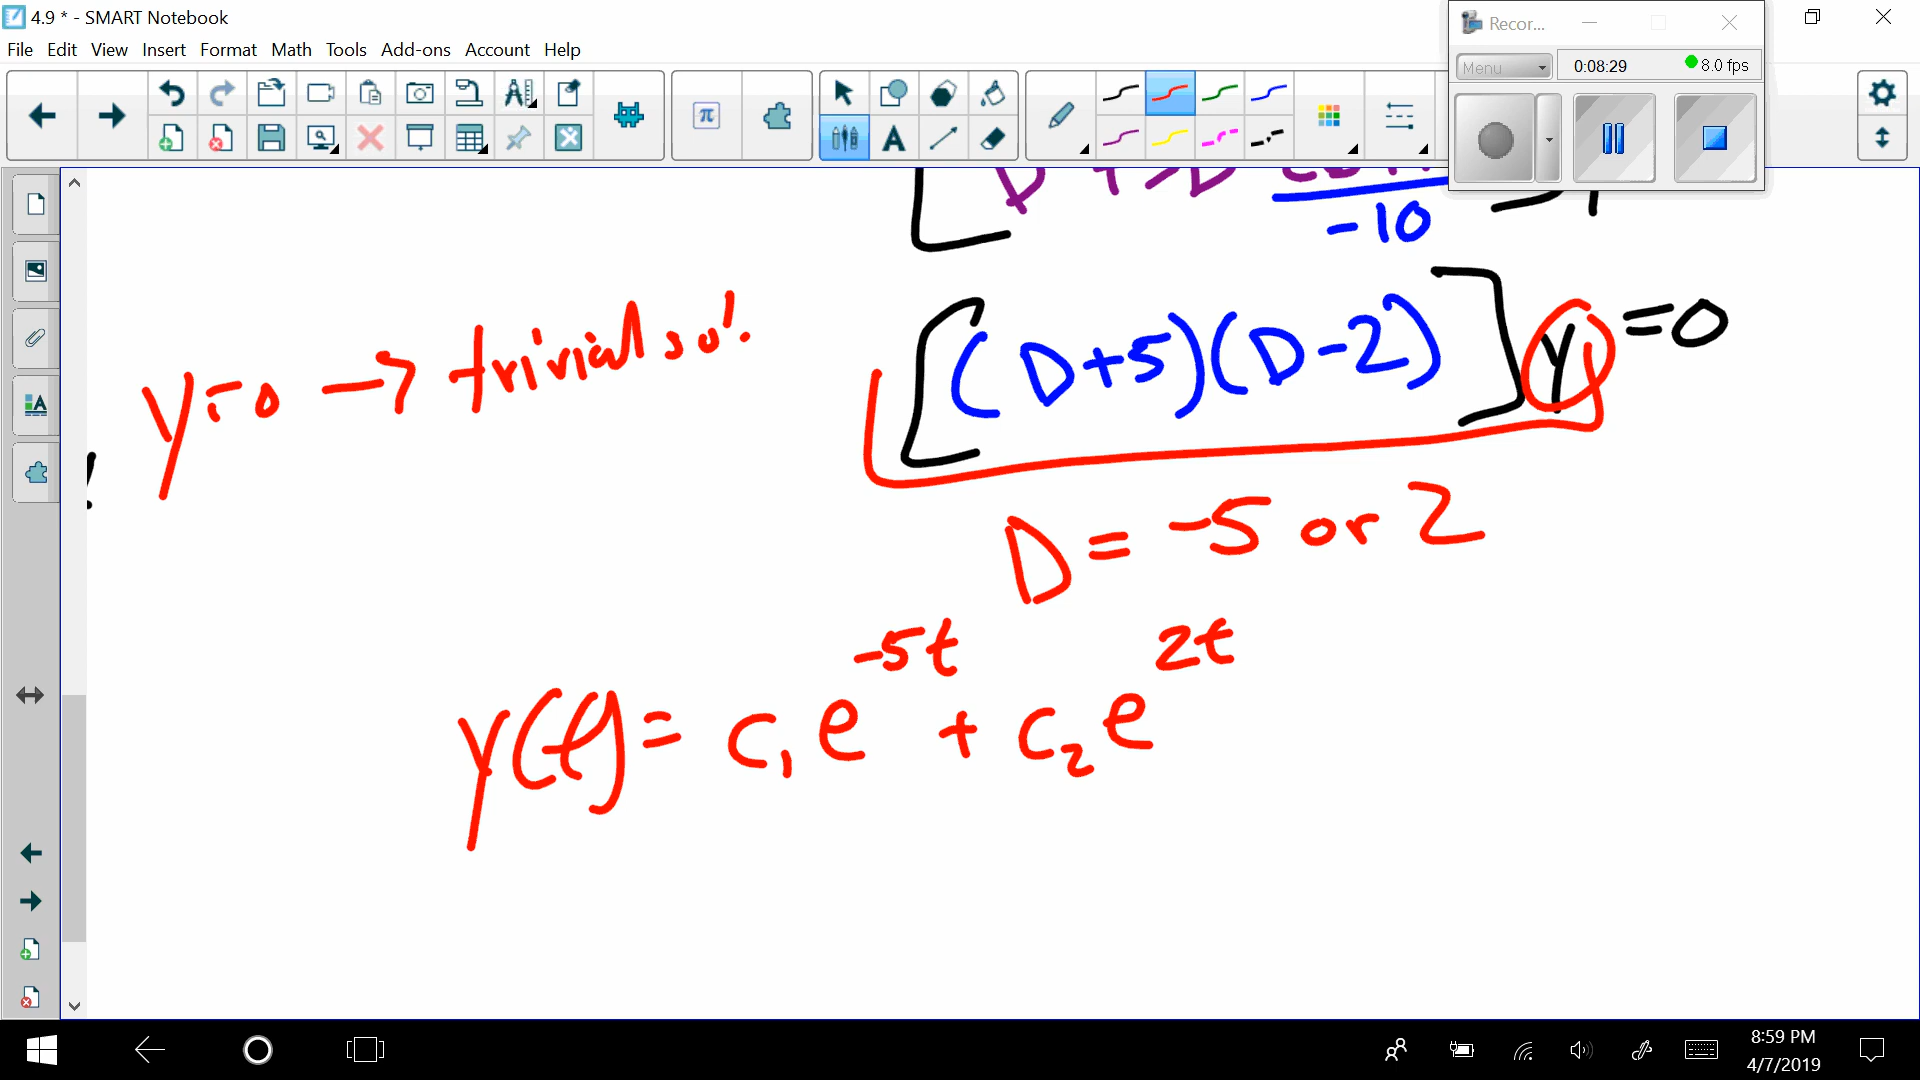 4.9 * - SMART Notebook
File Edit View Insert Format Math Tools Add-ons Account Help
Recor...
Menu
0:08:29
8.0 fps
π
A
-10
[(D+5)(D-2)]y=0
y=0 → trivial sol.
D = -5 or 2
y(t) = c₁e^-5t + c₂e^2t
8:59 PM
4/7/2019